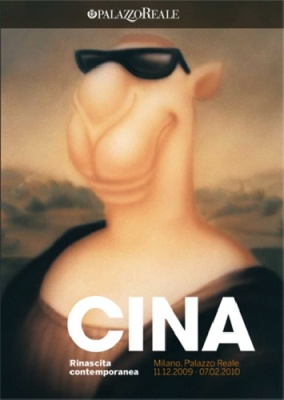 PALAZZOREALE
CINA
Rinascita
contemporanea
Milano. Palazzo Reale
11.12.2009 - 07.02.2010